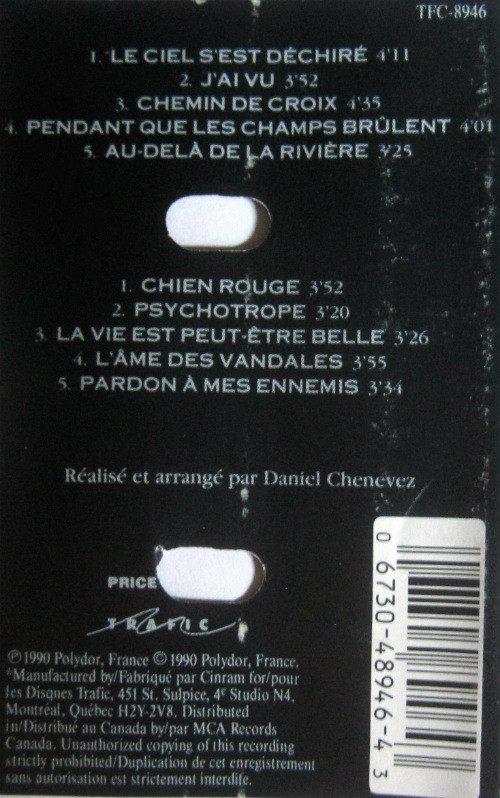 TFC-8946
1. LE CIEL S'EST DÉCHIRÉ 4'11
2. J'AI VU 3'52
3. CHEMIN DE CROIX 4'35
4. PENDANT QUE LES CHAMPS BRÛLENT 4'01
5. AU-DELÀ DE LA RIVIÈRE 3'25
1. CHIEN ROUGE 3'52
2. PSYCHOTROPE 3'20
3. LA VIE EST PEUT-ÊTRE BELLE 3'26
4. L'ÂME DES VANDALES 3'55
5. PARDON À MES ENNEMIS 3'34
Réalisé et arrangé par Daniel Chenevez
PRICE
TRAFIC
℗1990 Polydor, France ©1990 Polydor, France.
*Manufactured by/Fabriqué par Cinram for/pour
les Disques Trafic, 451 St. Sulpice, 4e Studio N4,
Montréal, Québec H2Y-2V8. Distributed
in/Distribué au Canada by/par MCA Records
Canada. Unauthorized copying of this recording
strictly prohibited/Duplication de cet enregistrement
sans autorisation est strictement interdite.
0 6730-48946-4 3